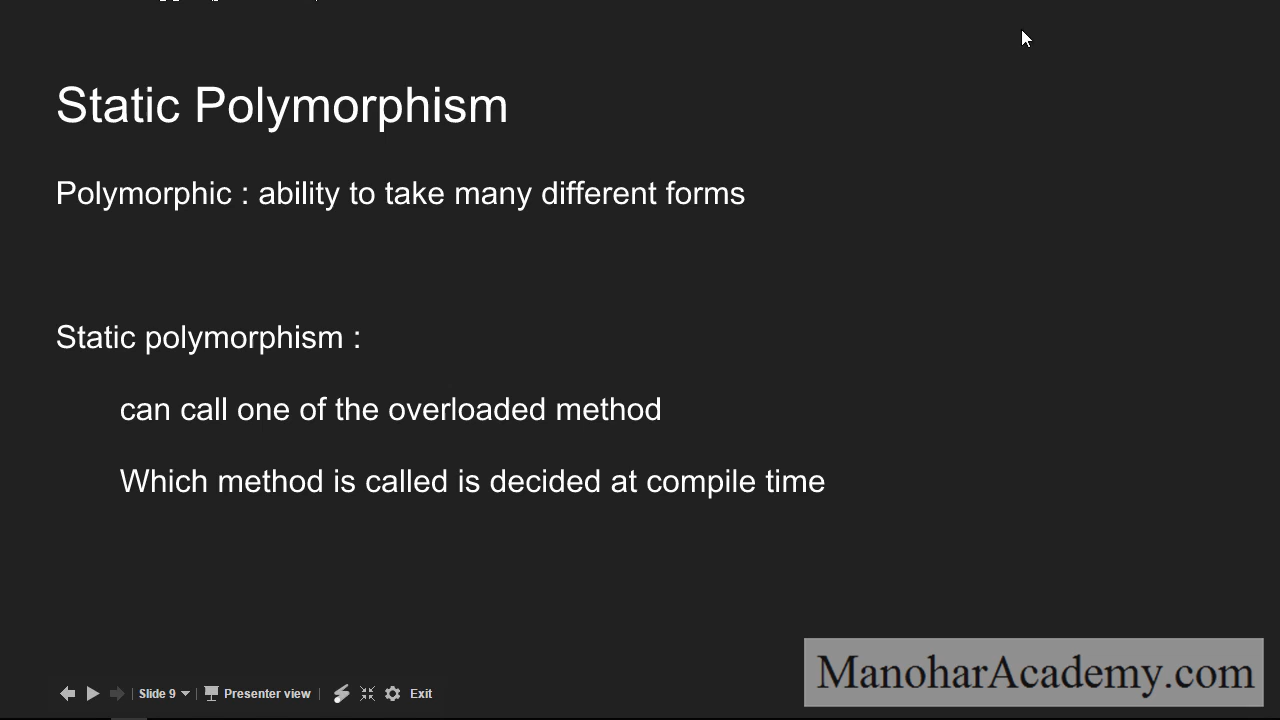 Static Polymorphism
Polymorphic : ability to take many different forms
Static polymorphism :
can call one of the overloaded method
Which method is called is decided at compile time
ManoharAcademy.com
Slide 9
Presenter view
Exit